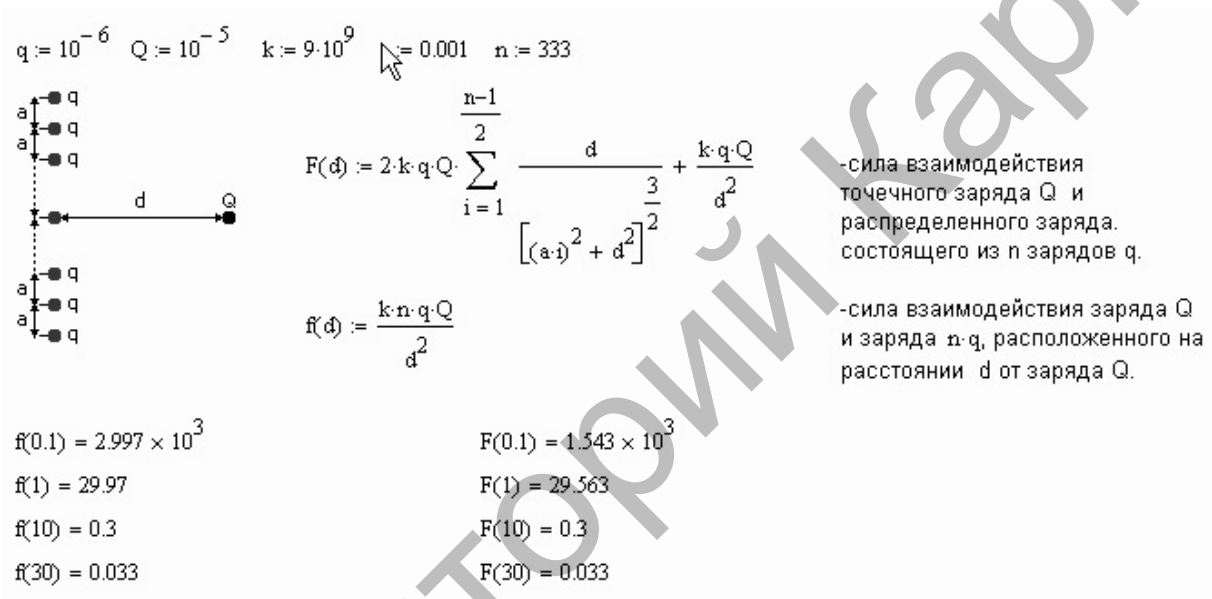 q := 10^-6 Q := 10^-5 k := 9·10^9 := 0.001 n := 333
a q
a q
q
d Q
a q
a q
q
F(d) := 2·k·q·Q· ∑_{i = 1}^{(n−1)/2} d / [(a·i)^2 + d^2]^(3/2) + k·q·Q / d^2
-сила взаимодействия
точечного заряда Q и
распределенного заряда.
состоящего из n зарядов q.
f(d) := k·n·q·Q / d^2
-сила взаимодействия заряда Q
и заряда n·q, расположенного на
расстоянии d от заряда Q.
f(0.1) = 2.997 × 10^3 F(0.1) = 1.543 × 10^3
f(1) = 29.97 F(1) = 29.563
f(10) = 0.3 F(10) = 0.3
f(30) = 0.033 F(30) = 0.033